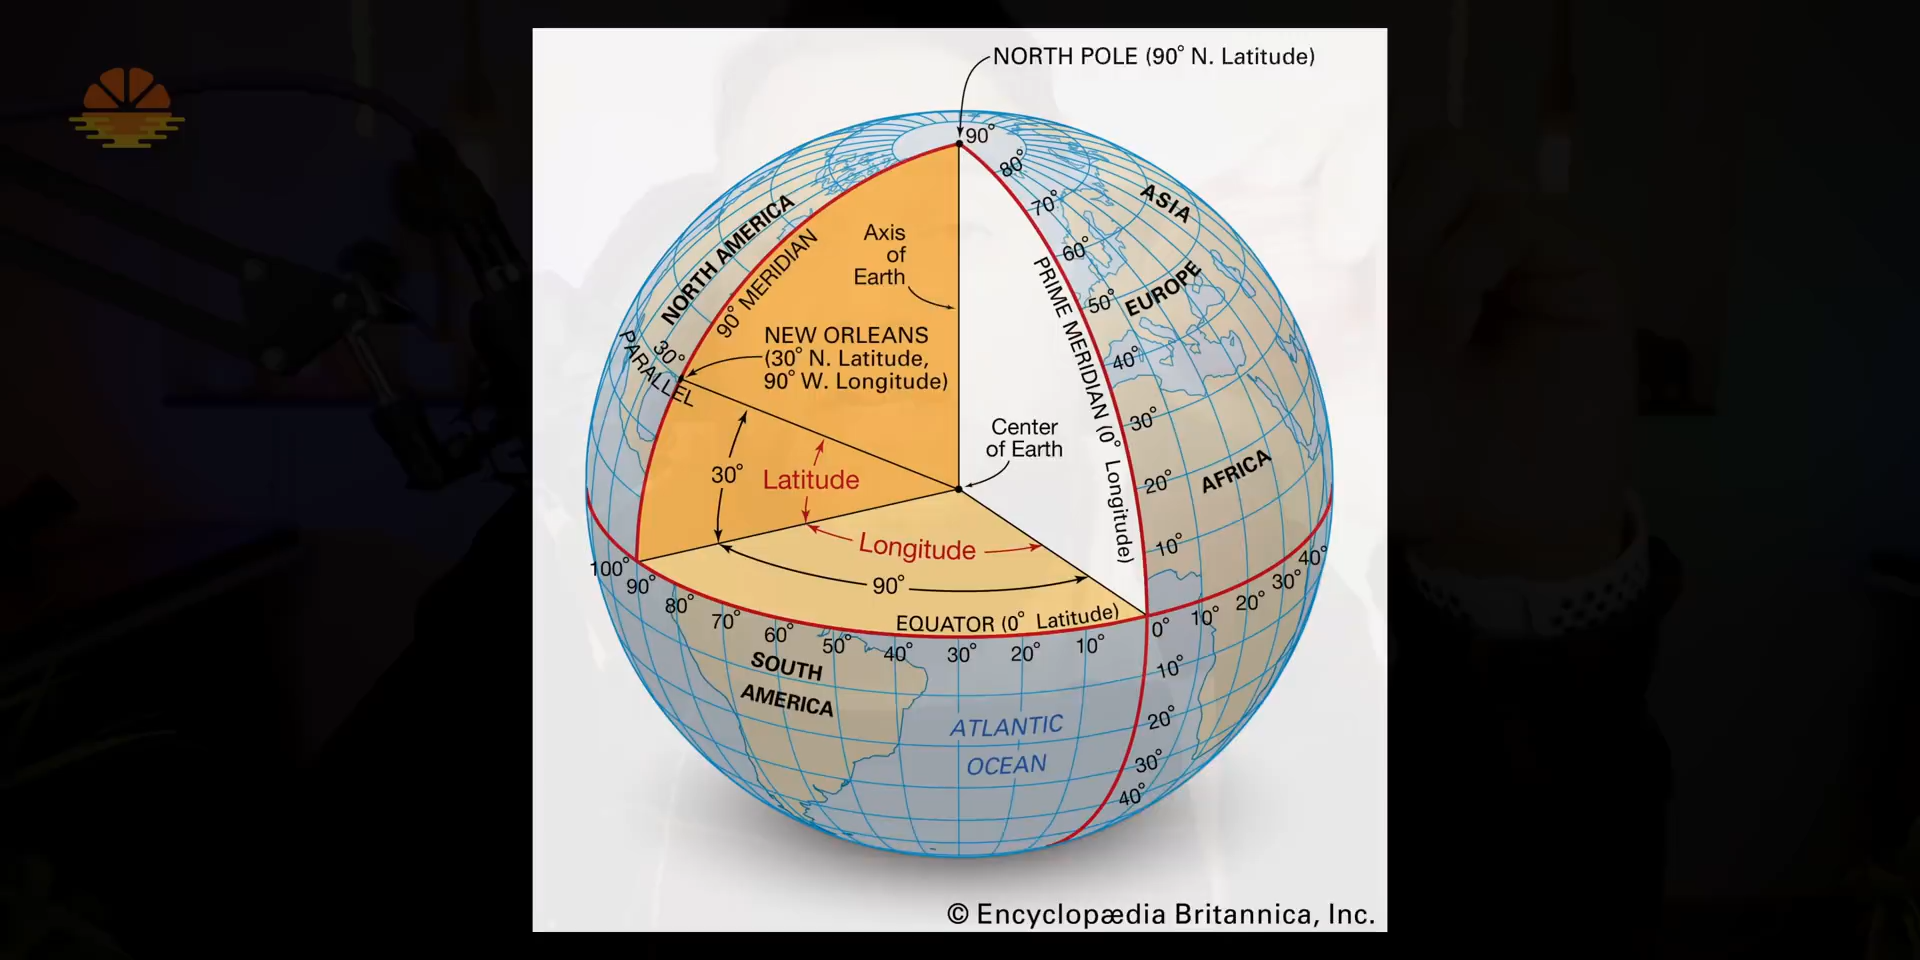 NORTH POLE (90° N. Latitude)
90°
80°
70°
60°
50°
40°
30°
20°
10°
ASIA
EUROPE
AFRICA
NORTH AMERICA
90° MERIDIAN
Axis
of
Earth
PRIME MERIDIAN (0° Longitude)
NEW ORLEANS
(30° N. Latitude,
90° W. Longitude)
30°
PARALLEL
Center
of Earth
30°
Latitude
Longitude
90°
EQUATOR (0° Latitude)
100°
90°
80°
70°
60°
50°
40°
30°
20°
10°
0°
10°
20°
30°
40°
10°
20°
30°
40°
SOUTH
AMERICA
ATLANTIC
OCEAN
© Encyclopædia Britannica, Inc.